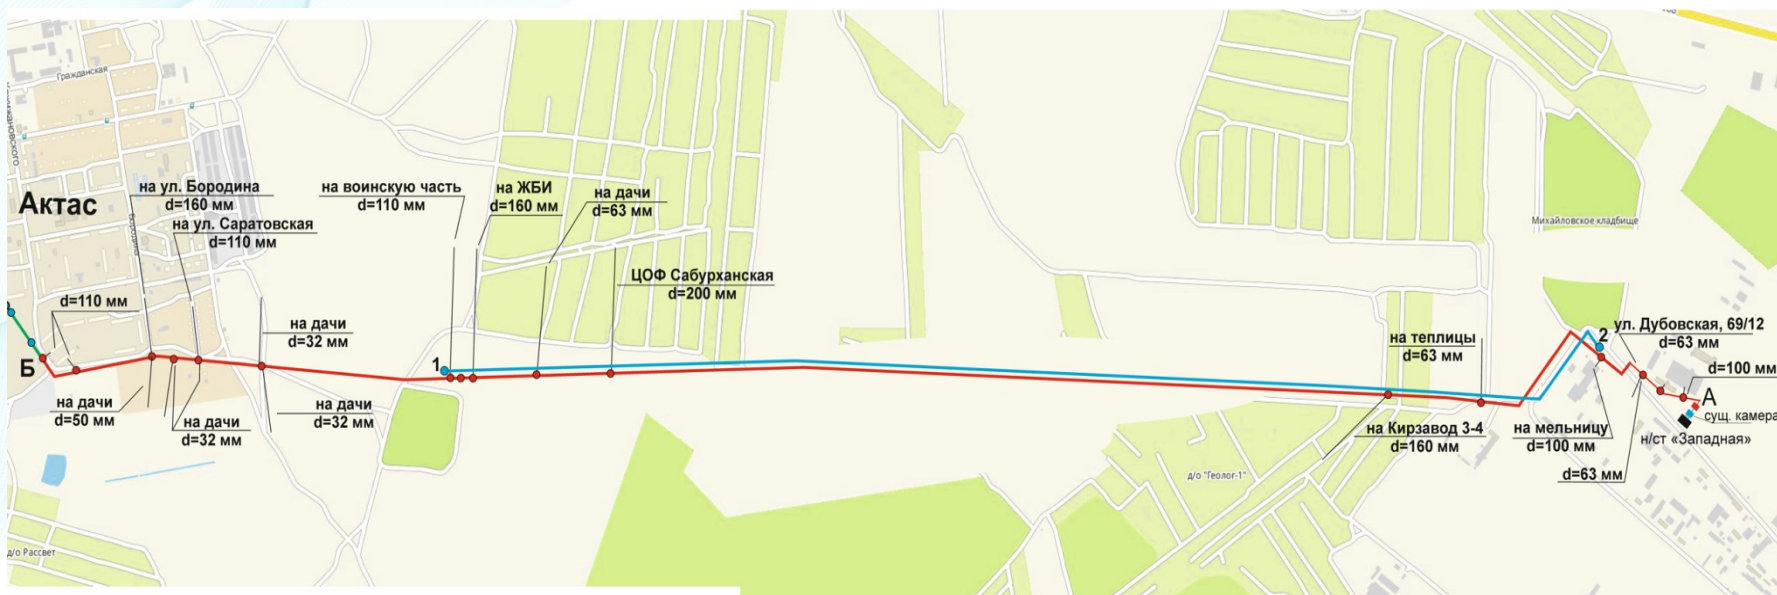 Гражданская
Актас
на ул. Бородина
d=160 мм
на ул. Саратовская
d=110 мм
Бородина
d=110 мм
Б
на дачи
d=50 мм
на дачи
d=32 мм
на дачи
d=32 мм
на дачи
d=32 мм
д/о Рассвет
на воинскую часть
d=110 мм
на ЖБИ
d=160 мм
на дачи
d=63 мм
ЦОФ Сабурханская
d=200 мм
1
Михайловское кладбище
на теплицы
d=63 мм
2
ул. Дубовская, 69/12
d=63 мм
d=100 мм
А
сущ. камера
н/ст «Западная»
на Кирзавод 3-4
d=160 мм
на мельницу
d=100 мм
d=63 мм
д/о "Геолог-1"